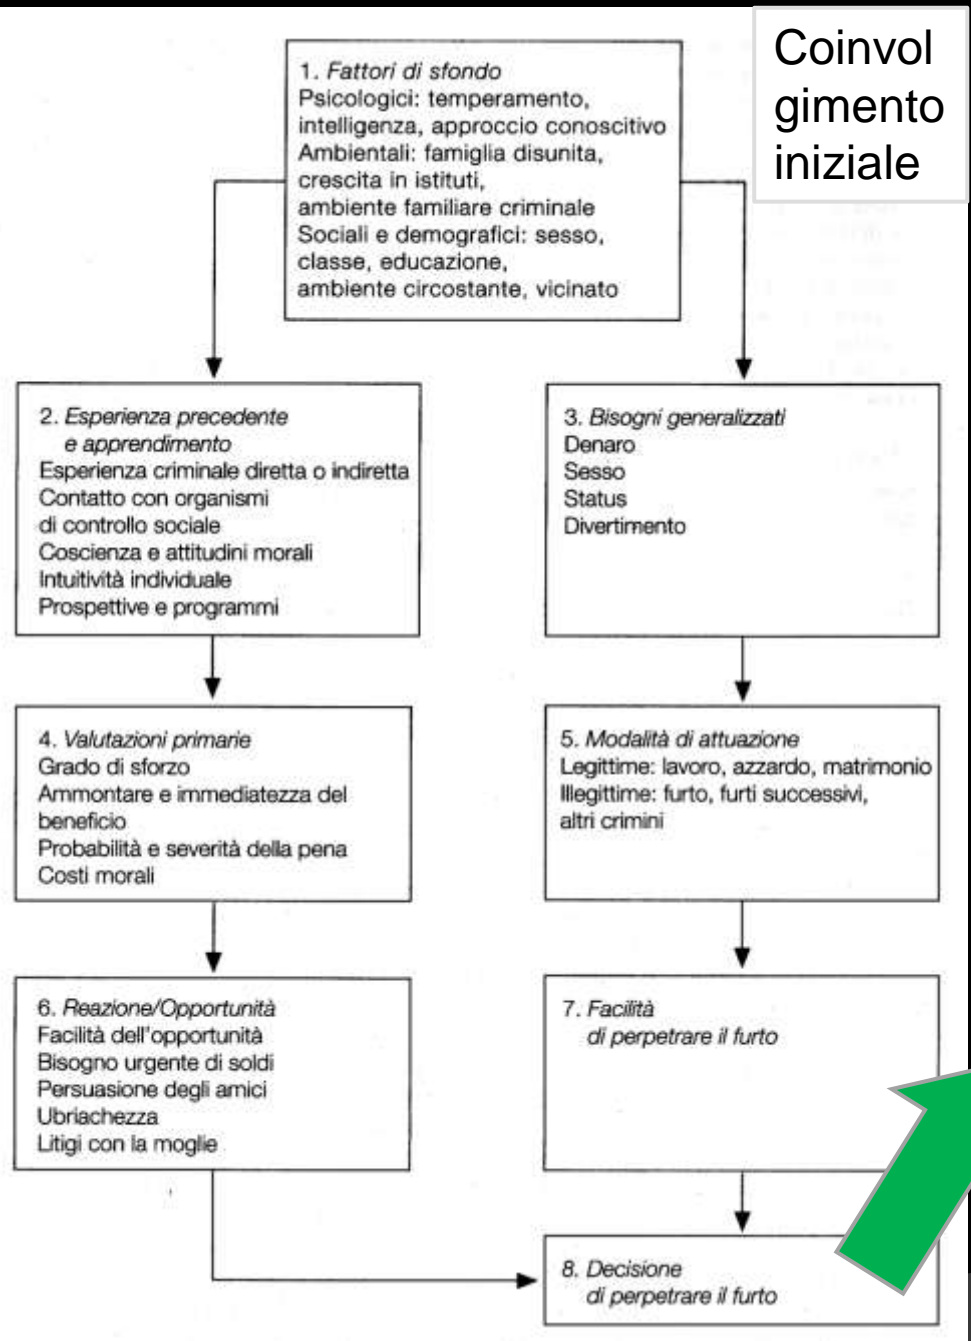 Coinvol
gimento
iniziale
1. Fattori di sfondo
Psicologici: temperamento,
intelligenza, approccio conoscitivo
Ambientali: famiglia disunita,
crescita in istituti,
ambiente familiare criminale
Sociali e demografici: sesso,
classe, educazione,
ambiente circostante, vicinato
2. Esperienza precedente
e apprendimento
Esperienza criminale diretta o indiretta
Contatto con organismi
di controllo sociale
Coscienza e attitudini morali
Intuitività individuale
Prospettive e programmi
3. Bisogni generalizzati
Denaro
Sesso
Status
Divertimento
4. Valutazioni primarie
Grado di sforzo
Ammontare e immediatezza del
beneficio
Probabilità e severità della pena
Costi morali
5. Modalità di attuazione
Legittime: lavoro, azzardo, matrimonio
Illegittime: furto, furti successivi,
altri crimini
6. Reazione/Opportunità
Facilità dell'opportunità
Bisogno urgente di soldi
Persuasione degli amici
Ubriachezza
Litigi con la moglie
7. Facilità
di perpetrare il furto
8. Decisione
di perpetrare il furto